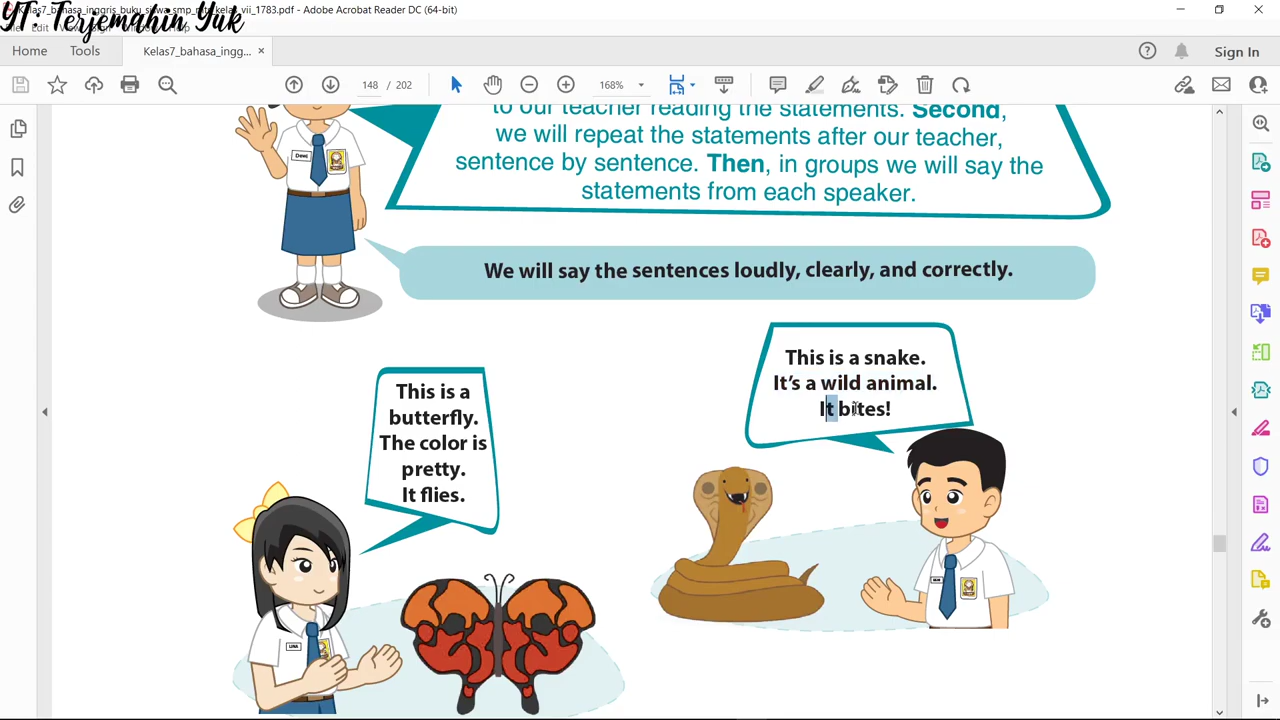 Kelas7_bahasa_inggris_buku_siswa_smp_mts_kelas_vii_1783.pdf - Adobe Acrobat Reader DC (64-bit)
YT: Terjemahin Yuk
Home Tools Kelas7_bahasa_ingg... × Sign In
148 / 202 168%
to our teacher reading the statements. Second,
we will repeat the statements after our teacher,
sentence by sentence. Then, in groups we will say the
statements from each speaker.
We will say the sentences loudly, clearly, and correctly.
This is a snake.
It's a wild animal.
It bites!
This is a
butterfly.
The color is
pretty.
It flies.
LINA